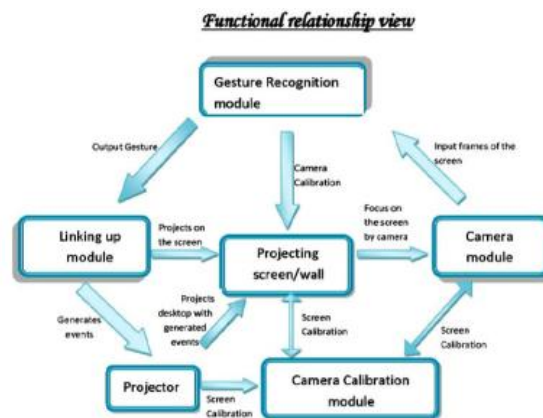 Functional relationship view
Gesture Recognition
module
Output Gesture
Camera
Calibration
Input frames of the
screen
Linking up
module
Projects on
the screen
Projecting
screen/wall
Focus on
the screen
by camera
Camera
module
Generates
events
Projects
desktop with
generated
events
Screen
Calibration
Screen
Calibration
Projector
Screen
Calibration
Camera Calibration
module